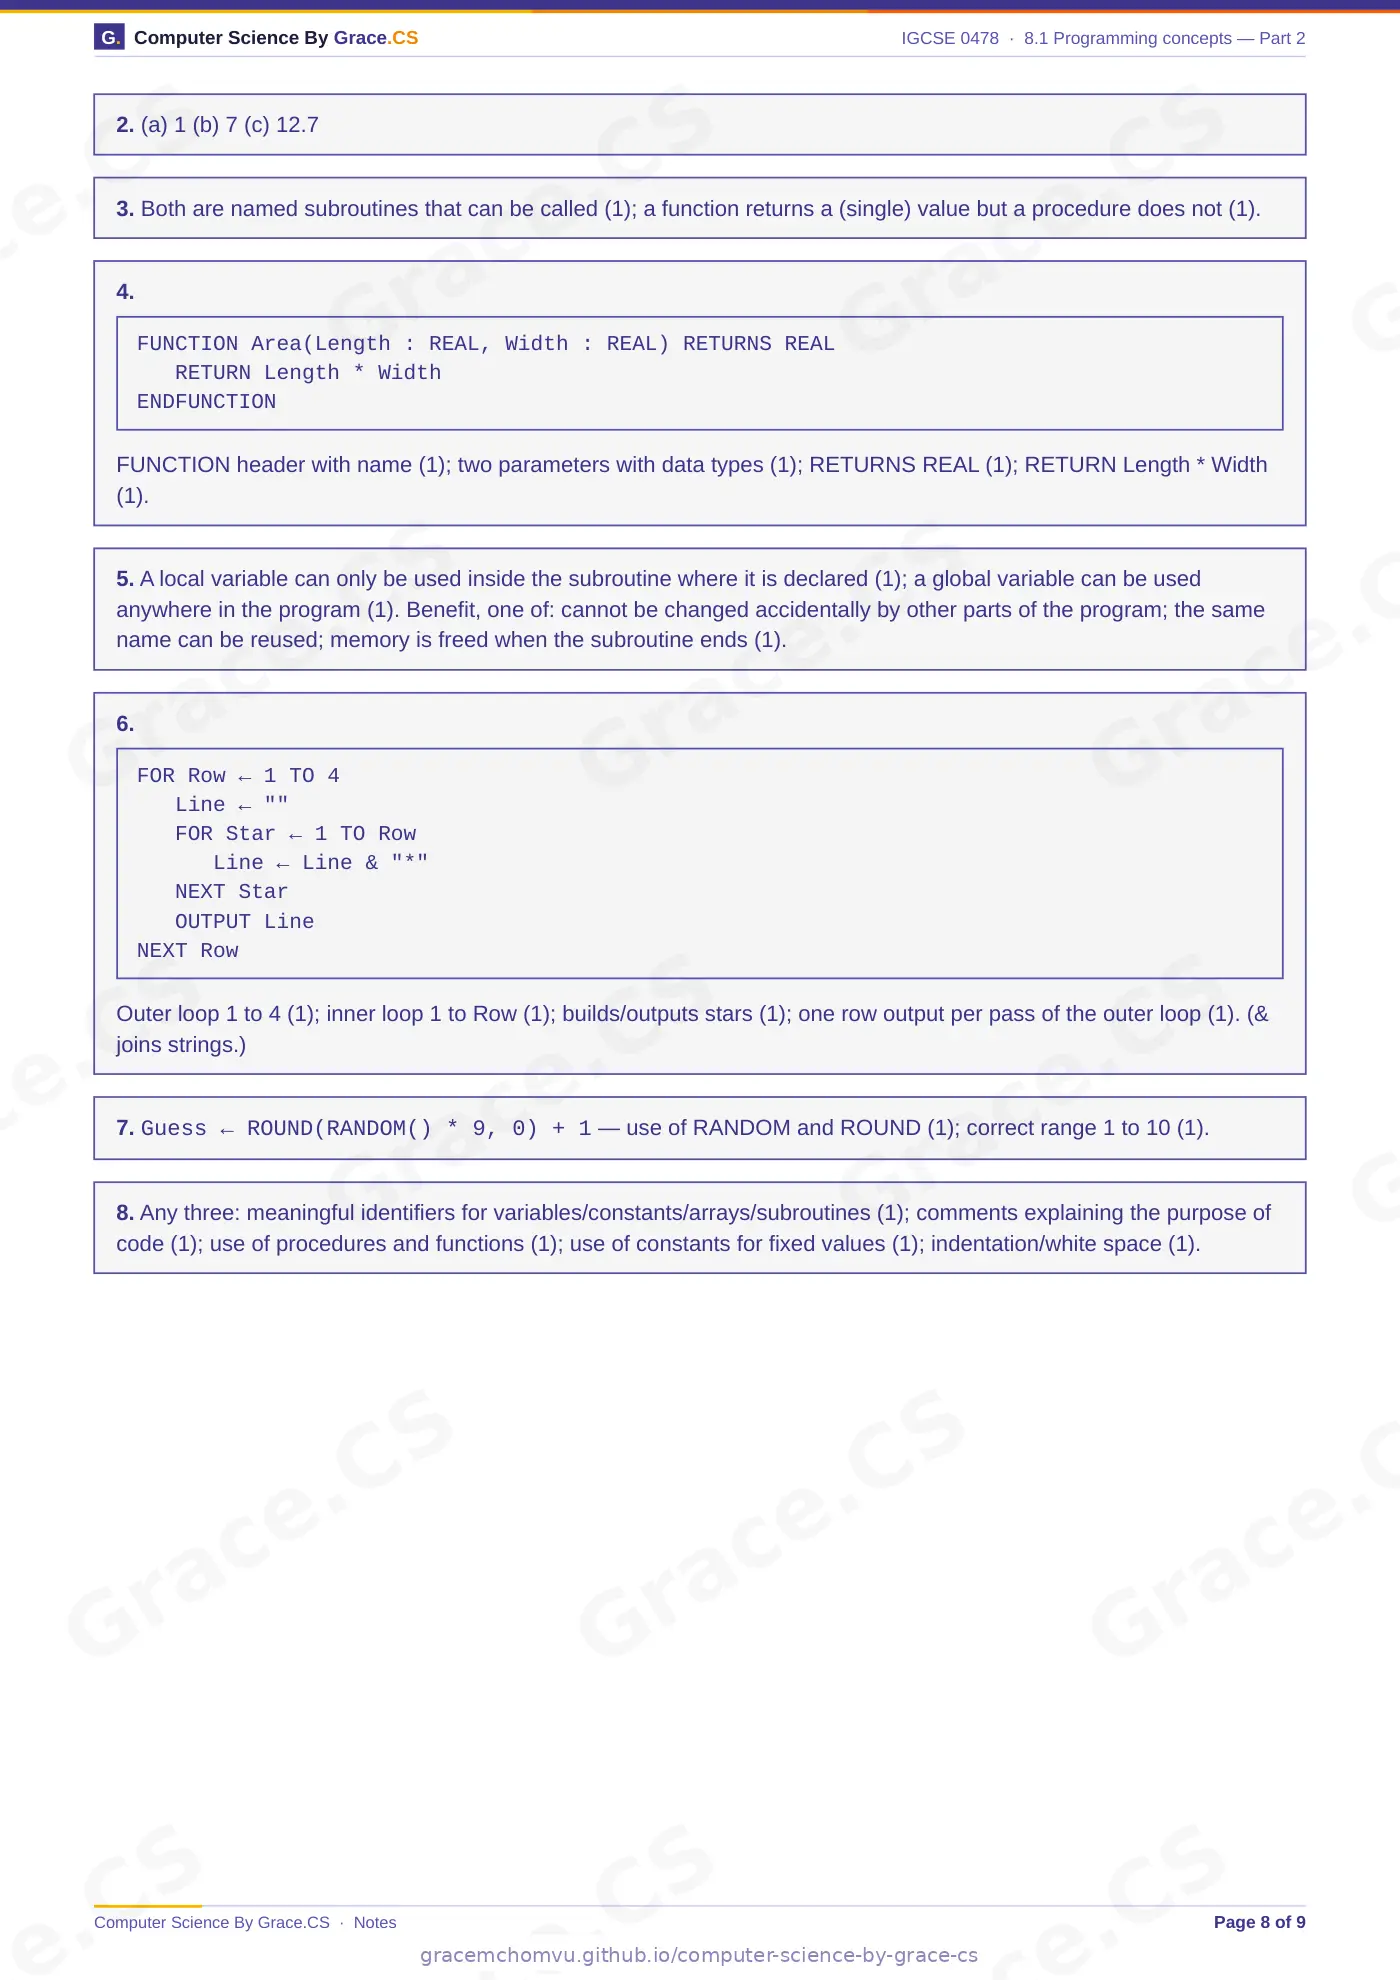 G. Computer Science By Grace.CS
IGCSE 0478 · 8.1 Programming concepts — Part 2
2. (a) 1 (b) 7 (c) 12.7
3. Both are named subroutines that can be called (1); a function returns a (single) value but a procedure does not (1).
4.
FUNCTION Area(Length : REAL, Width : REAL) RETURNS REAL
   RETURN Length * Width
ENDFUNCTION
FUNCTION header with name (1); two parameters with data types (1); RETURNS REAL (1); RETURN Length * Width
(1).
5. A local variable can only be used inside the subroutine where it is declared (1); a global variable can be used
anywhere in the program (1). Benefit, one of: cannot be changed accidentally by other parts of the program; the same
name can be reused; memory is freed when the subroutine ends (1).
6.
FOR Row ← 1 TO 4
   Line ← ""
   FOR Star ← 1 TO Row
      Line ← Line & "*"
   NEXT Star
   OUTPUT Line
NEXT Row
Outer loop 1 to 4 (1); inner loop 1 to Row (1); builds/outputs stars (1); one row output per pass of the outer loop (1). (&
joins strings.)
7. Guess ← ROUND(RANDOM() * 9, 0) + 1 — use of RANDOM and ROUND (1); correct range 1 to 10 (1).
8. Any three: meaningful identifiers for variables/constants/arrays/subroutines (1); comments explaining the purpose of
code (1); use of procedures and functions (1); use of constants for fixed values (1); indentation/white space (1).
Computer Science By Grace.CS · Notes
Page 8 of 9
gracemchomvu.github.io/computer-science-by-grace-cs